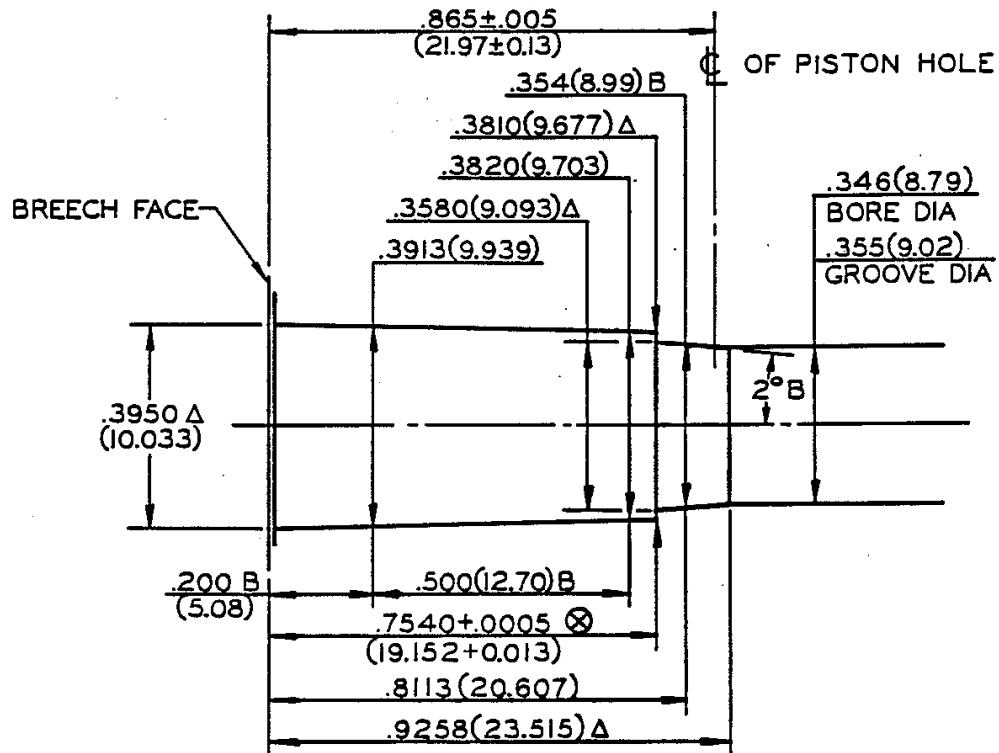 .865±.005
(21.97±0.13)
℄ OF PISTON HOLE
.354(8.99)B
.3810(9.677)Δ
.3820(9.703)
.346(8.79)
BORE DIA
BREECH FACE
.3580(9.093)Δ
.3913(9.939)
.355(9.02)
GROOVE DIA
2°B
.3950 Δ
(10.033)
.200 B
(5.08)
.500(12.70)B
.7540+.0005 ⊗
(19.152+0.013)
.8113(20.607)
.9258(23.515)Δ